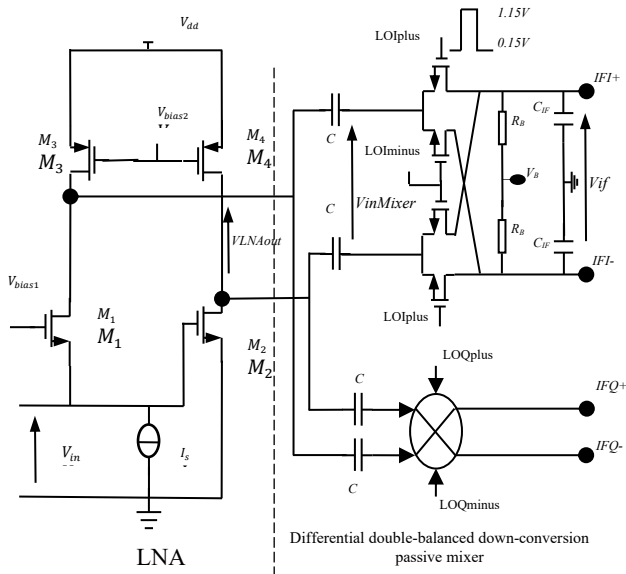 V_dd
LOIplus
1.15V
0.15V
IFI+
V_bias2
M_3
M_3
M_4
M_4
C
LOIminus
R_B
C_IF
V_B
Vif
C
VinMixer
VLNAout
R_B
C_IF
V_bias1
M_1
M_1
IFI-
LOIplus
M_2
M_2
LOQplus
C
IFQ+
V_in
I_s
IFQ-
C
LOQminus
LNA
Differential double-balanced down-conversion
passive mixer